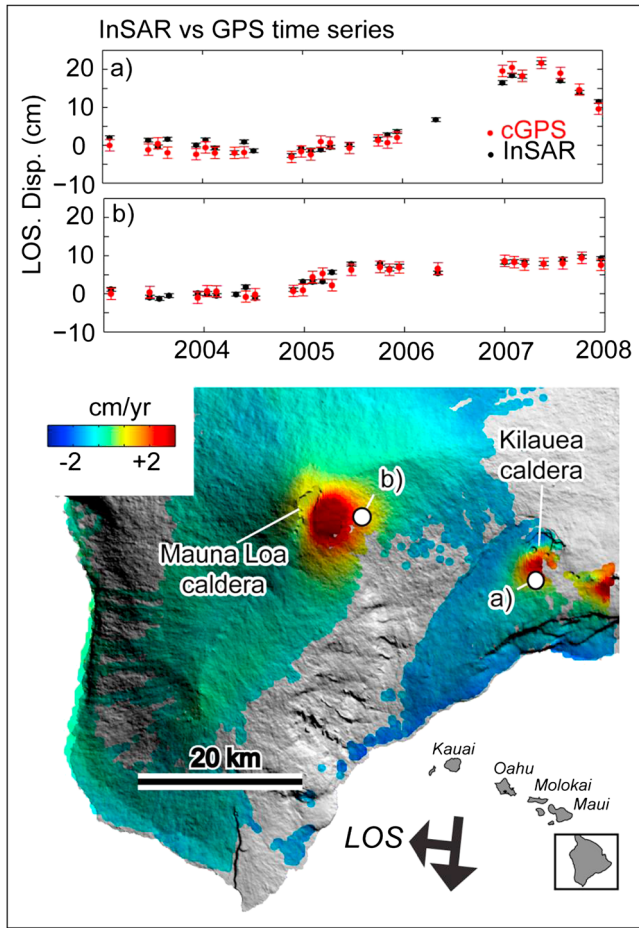 InSAR vs GPS time series
a)
20
10
0
−10
cGPS
InSAR
LOS. Disp. (cm)
b)
20
10
0
−10
2004
2005
2006
2007
2008
cm/yr
-2
+2
Kilauea
caldera
b)
Mauna Loa
caldera
a)
20 km
Kauai
Oahu
Molokai
Maui
LOS